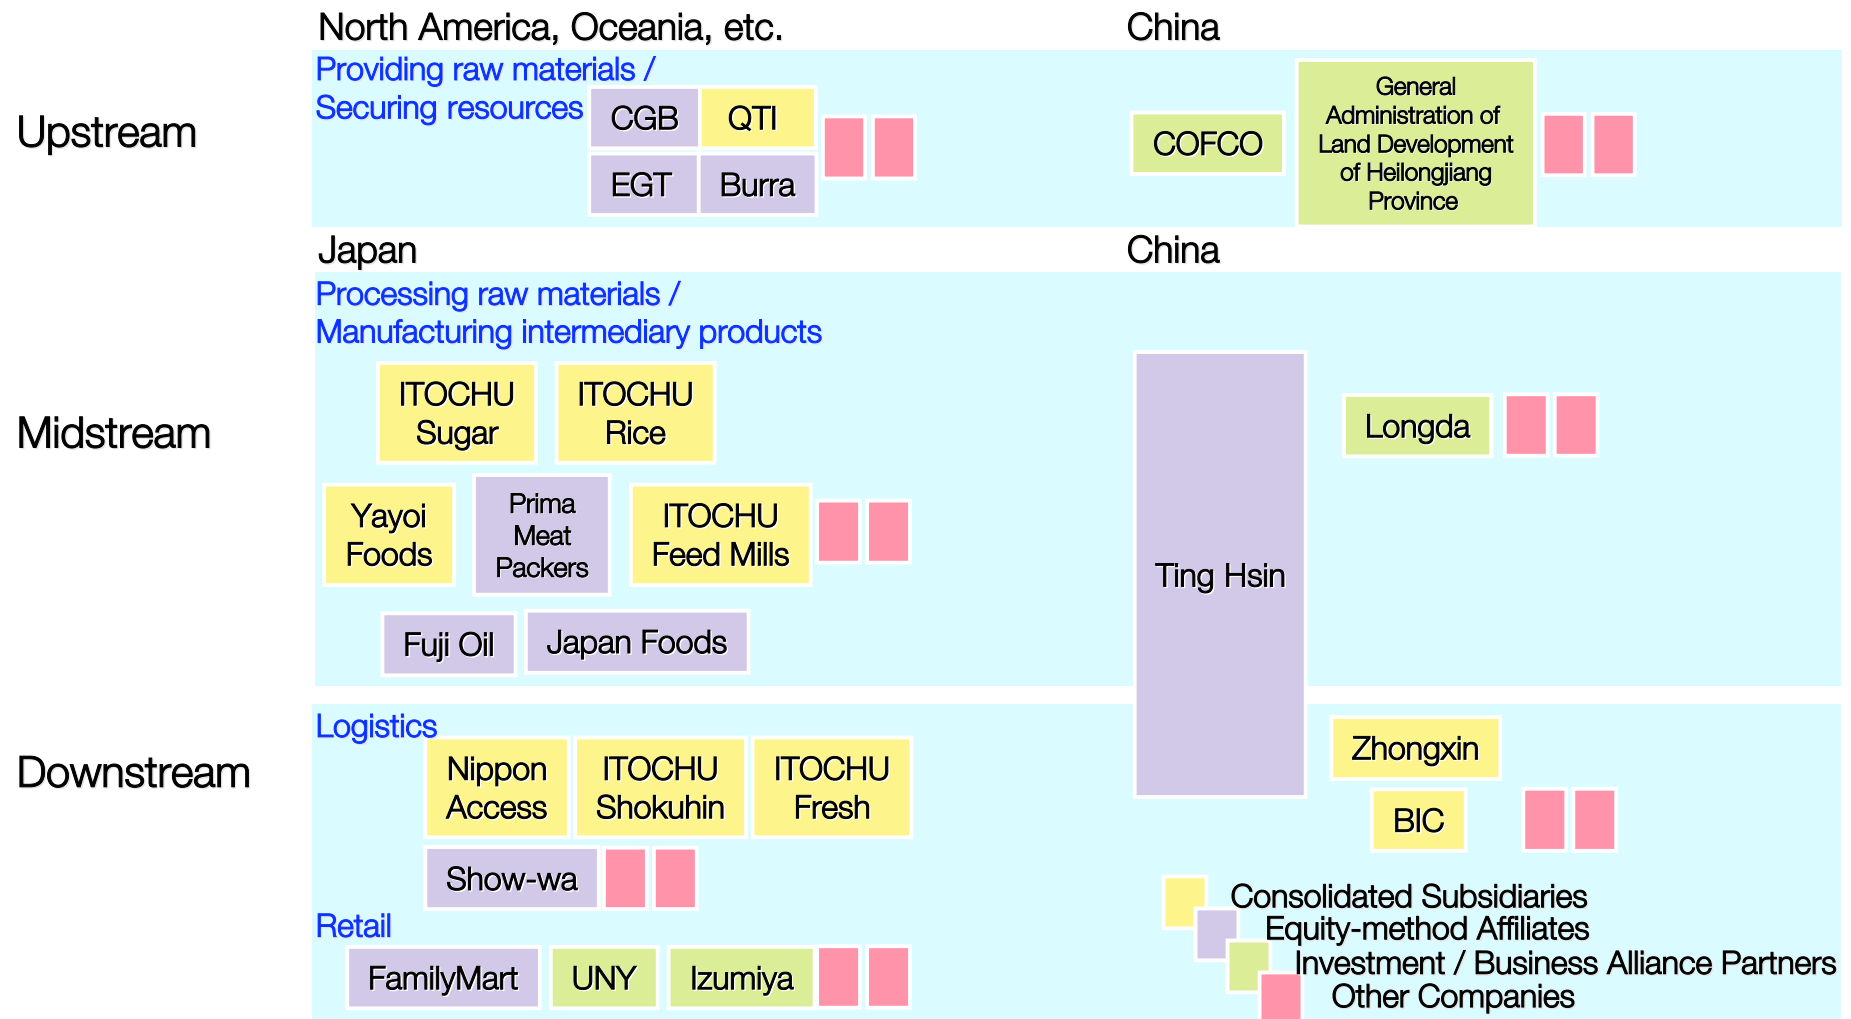 North America, Oceania, etc.
China
Upstream
Providing raw materials /
Securing resources
CGB
QTI
EGT
Burra
COFCO
General
Administration of
Land Development
of Heilongjiang
Province
Japan
China
Midstream
Processing raw materials /
Manufacturing intermediary products
ITOCHU
Sugar
ITOCHU
Rice
Yayoi
Foods
Prima
Meat
Packers
ITOCHU
Feed Mills
Fuji Oil
Japan Foods
Ting Hsin
Longda
Downstream
Logistics
Nippon
Access
ITOCHU
Shokuhin
ITOCHU
Fresh
Show-wa
Zhongxin
BIC
Retail
FamilyMart
UNY
Izumiya
Consolidated Subsidiaries
Equity-method Affiliates
Investment / Business Alliance Partners
Other Companies